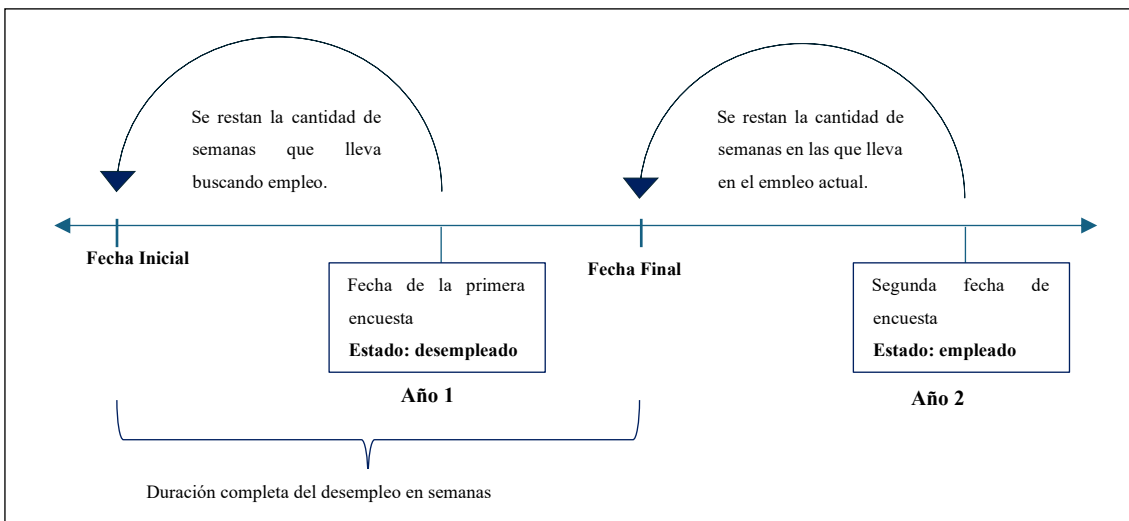 Se restan la cantidad de
semanas que lleva
buscando empleo.
Se restan la cantidad de
semanas en las que lleva
en el empleo actual.
Fecha Inicial
Fecha Final
Fecha de la primera
encuesta
Estado: desempleado
Segunda fecha de
encuesta
Estado: empleado
Año 1
Año 2
Duración completa del desempleo en semanas